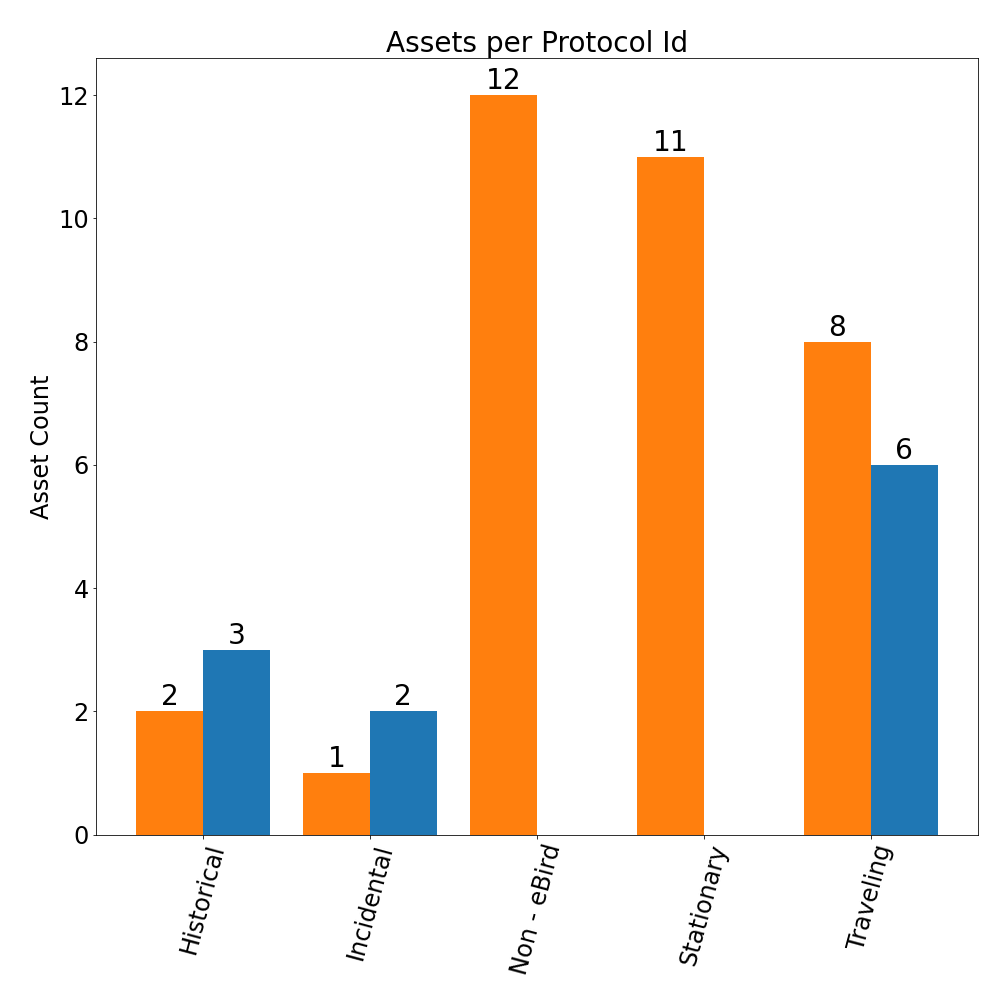 Assets per Protocol Id
Asset Count
12
10
8
6
4
2
0
2
3
1
2
12
11
8
6
Historical
Incidental
Non - eBird
Stationary
Traveling